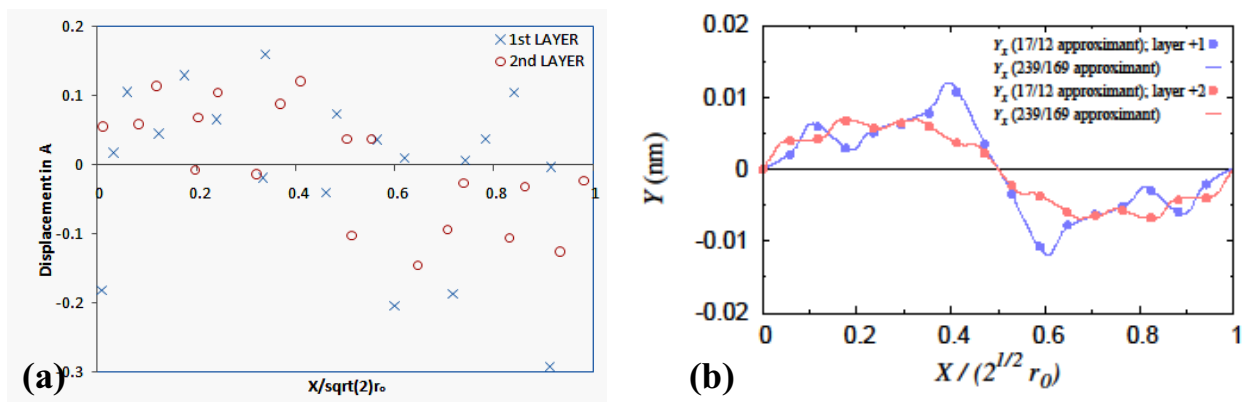 0.2
0.1
0
-0.1
-0.2
-0.3
0
0.2
0.4
0.6
0.8
1
Displacement in Å
X/sqrt(2)rₒ
1st LAYER
2nd LAYER
(a)
0.02
0.01
0
-0.01
-0.02
Y (nm)
Yₓ (17/12 approximant); layer +1
Yₓ (239/169 approximant)
Yₓ (17/12 approximant); layer +2
Yₓ (239/169 approximant)
0
0.2
0.4
0.6
0.8
1
X / (2^{1/2} r₀)
(b)